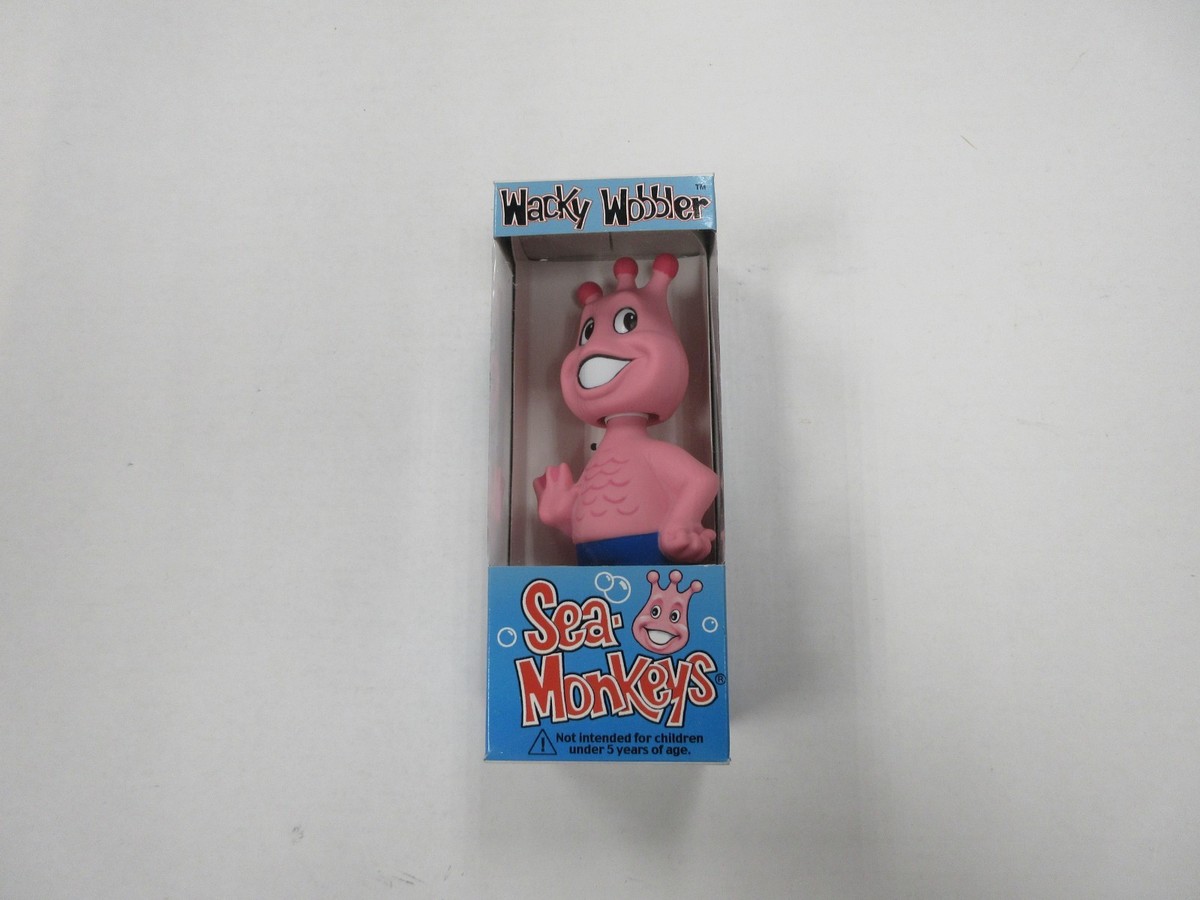 Wacky Wobbler™
Sea-
Monkeys®
Not intended for children
under 5 years of age.